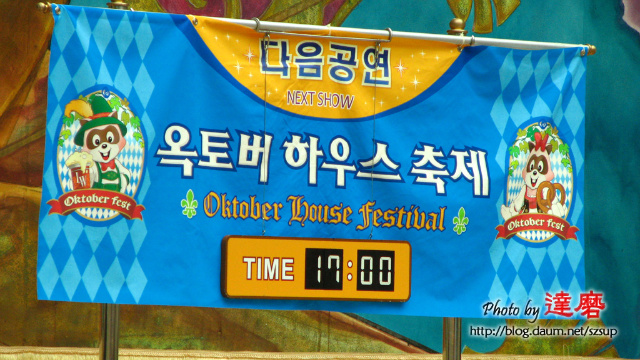 다음공연
NEXT SHOW
옥토버 하우스 축제
Oktober House Festival
TIME 17:00
Oktober fest
Oktober fest
Photo by 達磨
http://blog.daum.net/szsup